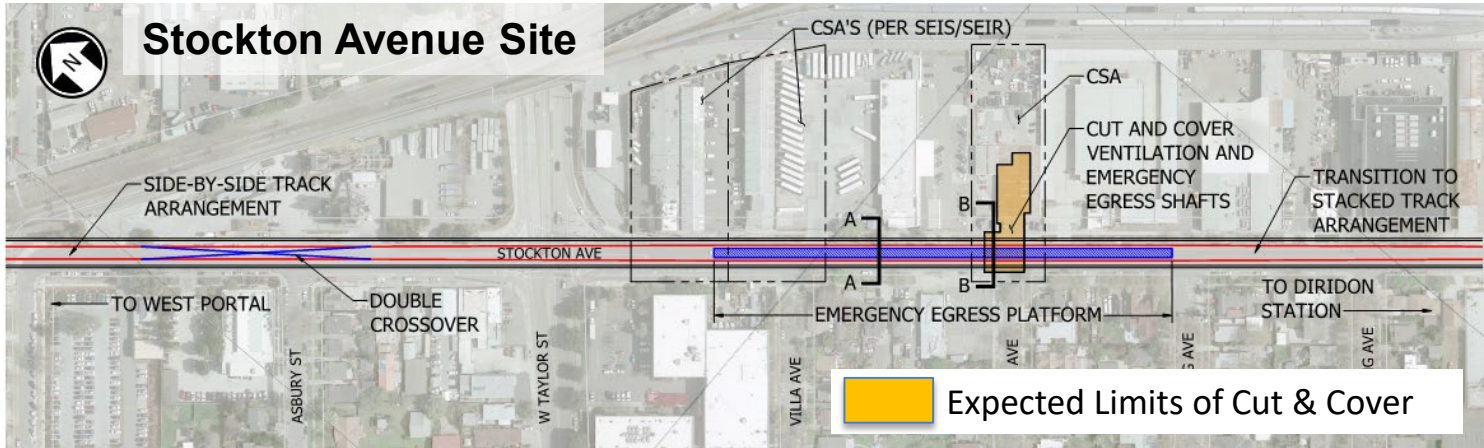 Stockton Avenue Site
N
CSA'S (PER SEIS/SEIR)
CSA
CUT AND COVER
VENTILATION AND
EMERGENCY
EGRESS SHAFTS
SIDE-BY-SIDE TRACK
ARRANGEMENT
TRANSITION TO
STACKED TRACK
ARRANGEMENT
A
B
STOCKTON AVE
A
B
TO WEST PORTAL
DOUBLE
CROSSOVER
EMERGENCY EGRESS PLATFORM
TO DIRIDON
STATION
ASBURY ST
W TAYLOR ST
VILLA AVE
AVE
AVE
AVE
Expected Limits of Cut & Cover